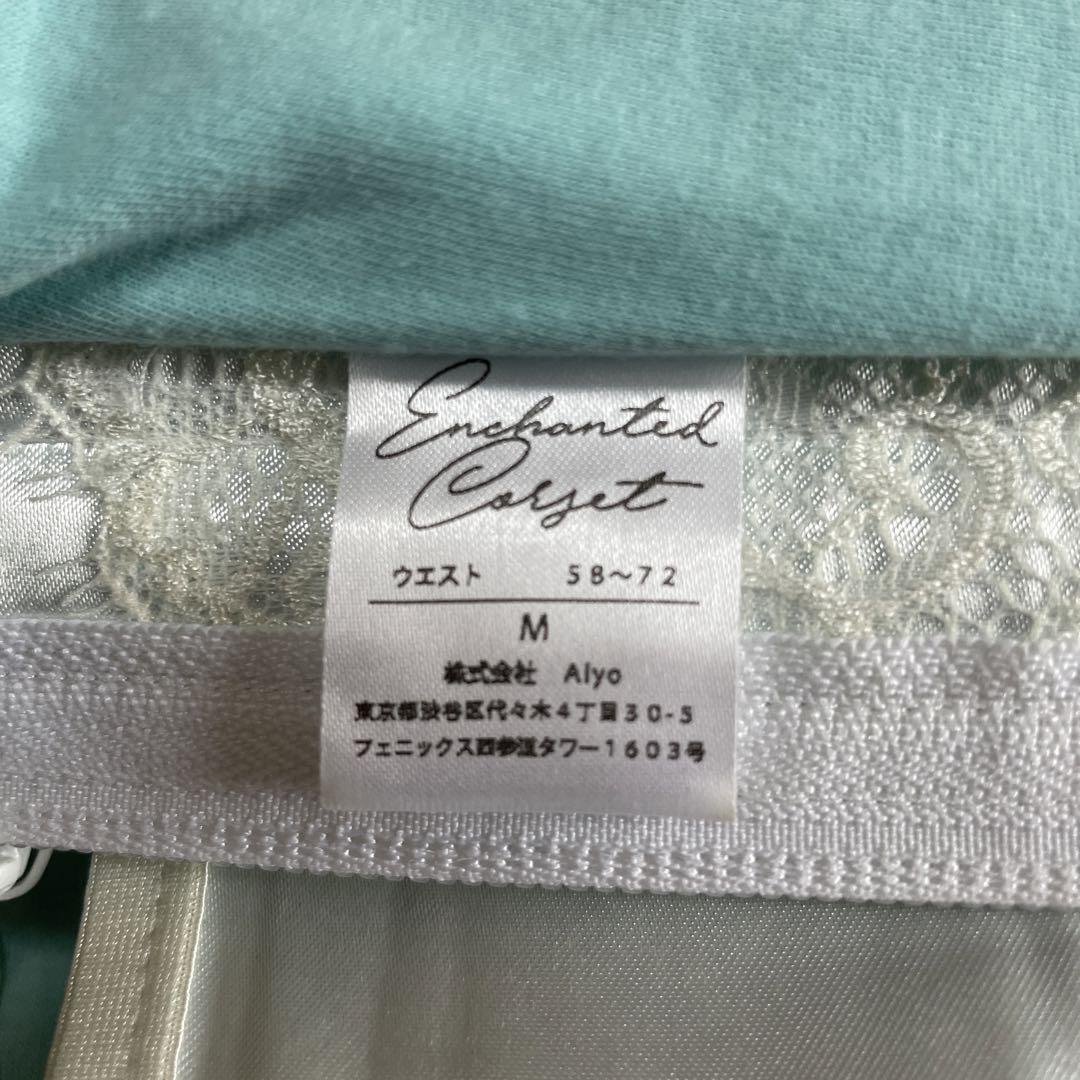 Enchanted
Corset
ウエスト 58～72
M
株式会社 Alyo
東京都渋谷区代々木4丁目30-5
フェニックス西参道タワー1603号